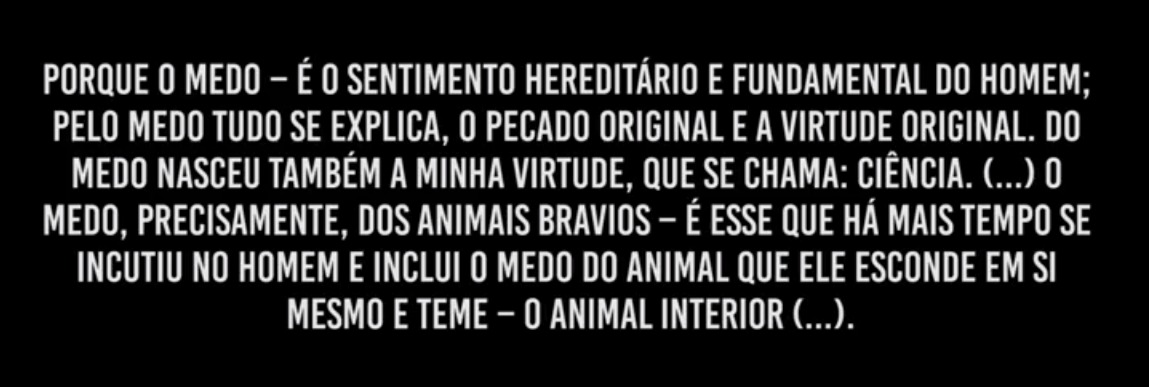 PORQUE O MEDO – É O SENTIMENTO HEREDITÁRIO E FUNDAMENTAL DO HOMEM;
PELO MEDO TUDO SE EXPLICA, O PECADO ORIGINAL E A VIRTUDE ORIGINAL. DO
MEDO NASCEU TAMBÉM A MINHA VIRTUDE, QUE SE CHAMA: CIÊNCIA. (...) O
MEDO, PRECISAMENTE, DOS ANIMAIS BRAVIOS – É ESSE QUE HÁ MAIS TEMPO SE
INCUTIU NO HOMEM E INCLUI O MEDO DO ANIMAL QUE ELE ESCONDE EM SI
MESMO E TEME – O ANIMAL INTERIOR (...).